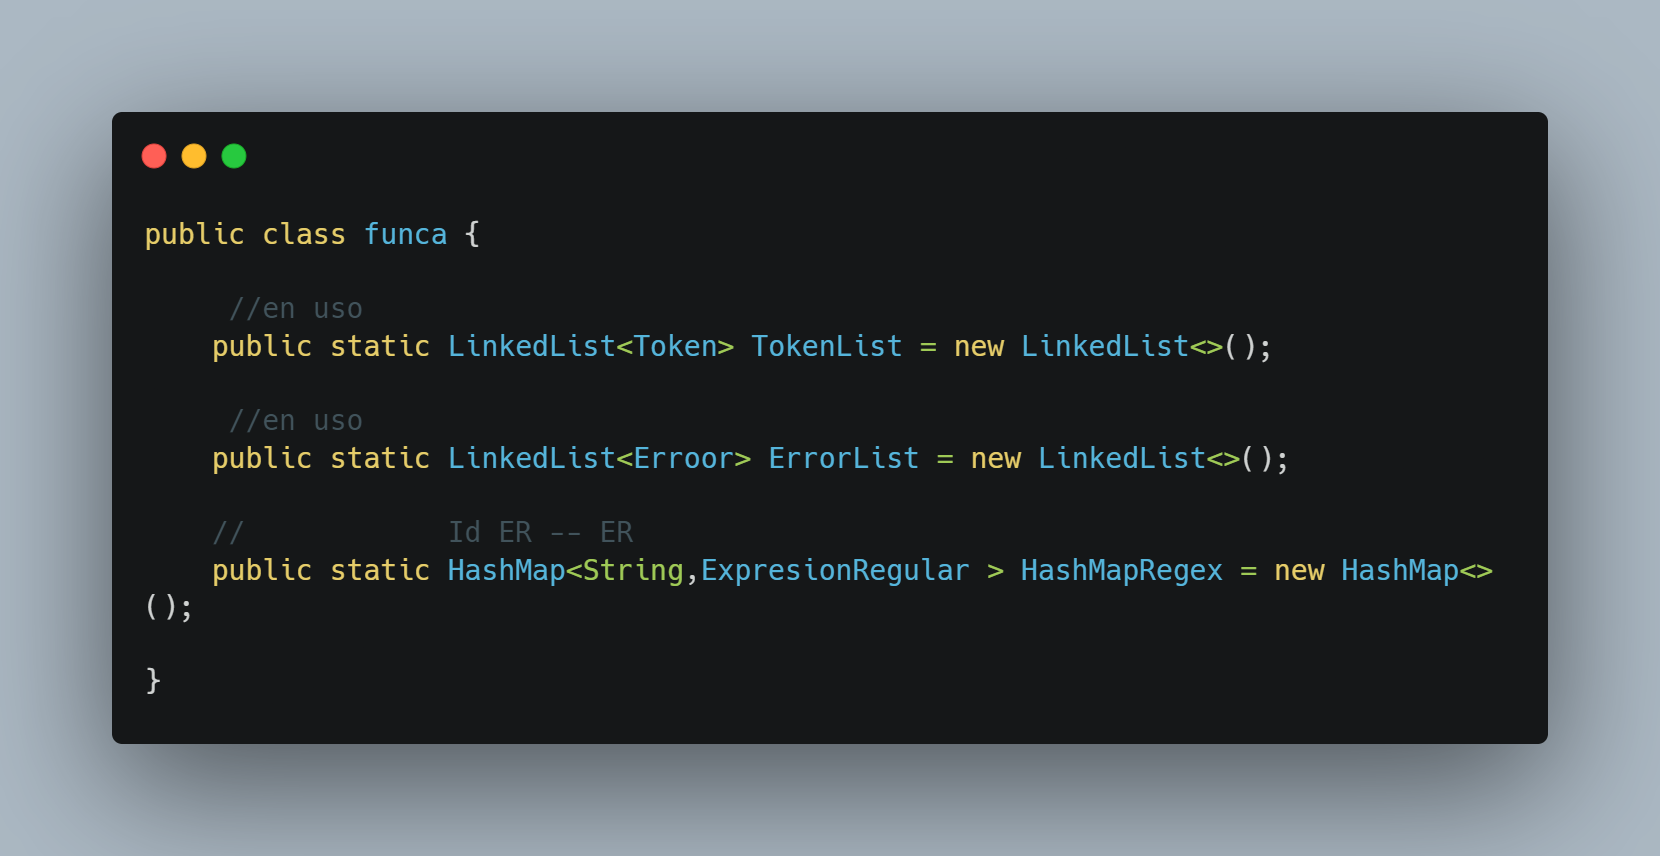 public class funca {
//en uso
public static LinkedList<Token> TokenList = new LinkedList<>();
//en uso
public static LinkedList<Erroor> ErrorList = new LinkedList<>();
//            Id ER -- ER
public static HashMap<String,ExpresionRegular > HashMapRegex = new HashMap<>
();
}